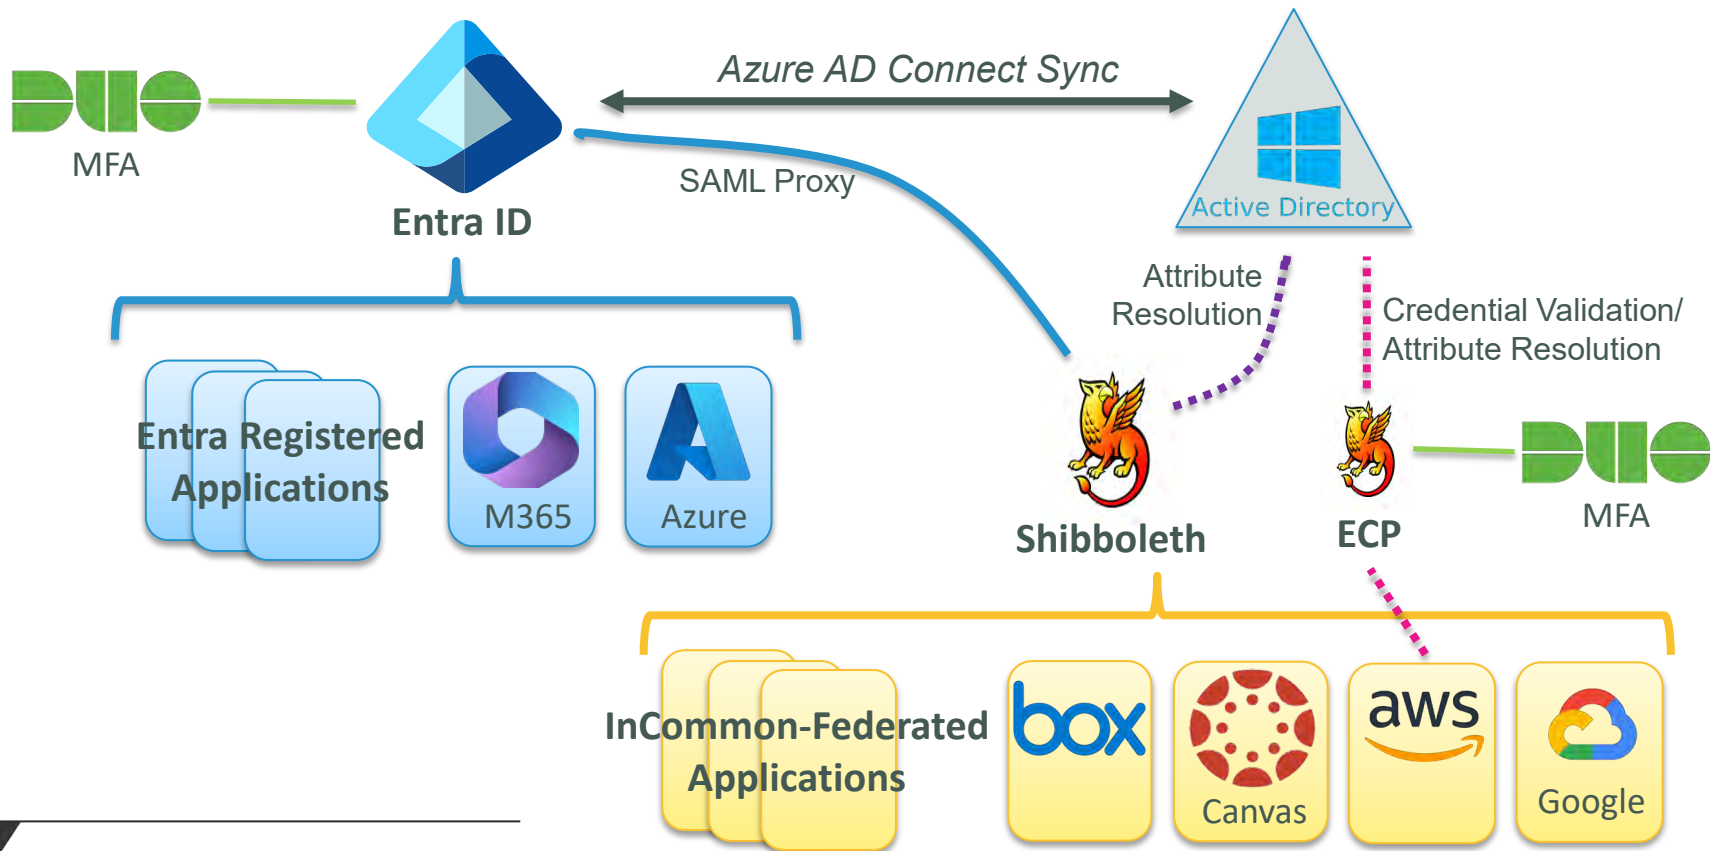 Azure AD Connect Sync
DUO
MFA
SAML Proxy
Entra ID
Active Directory
Attribute
Resolution
Credential Validation/
Attribute Resolution
Entra Registered
Applications
M365
Azure
Shibboleth
ECP
DUO
MFA
InCommon-Federated
Applications
box
Canvas
aws
Google